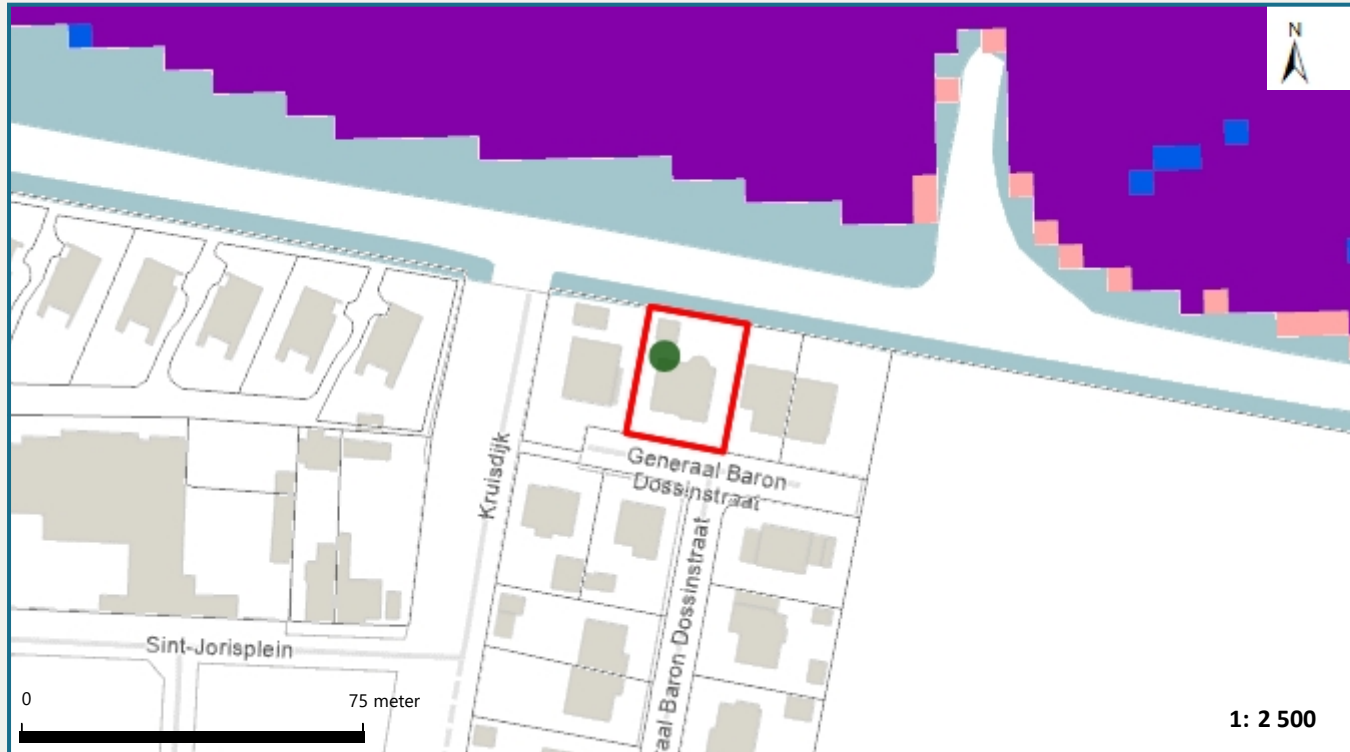 N
Kruisdijk
Generaal Baron
Dossinstraat
aal Baron Dossinstraat
Sint-Jorisplein
0
75 meter
1: 2 500